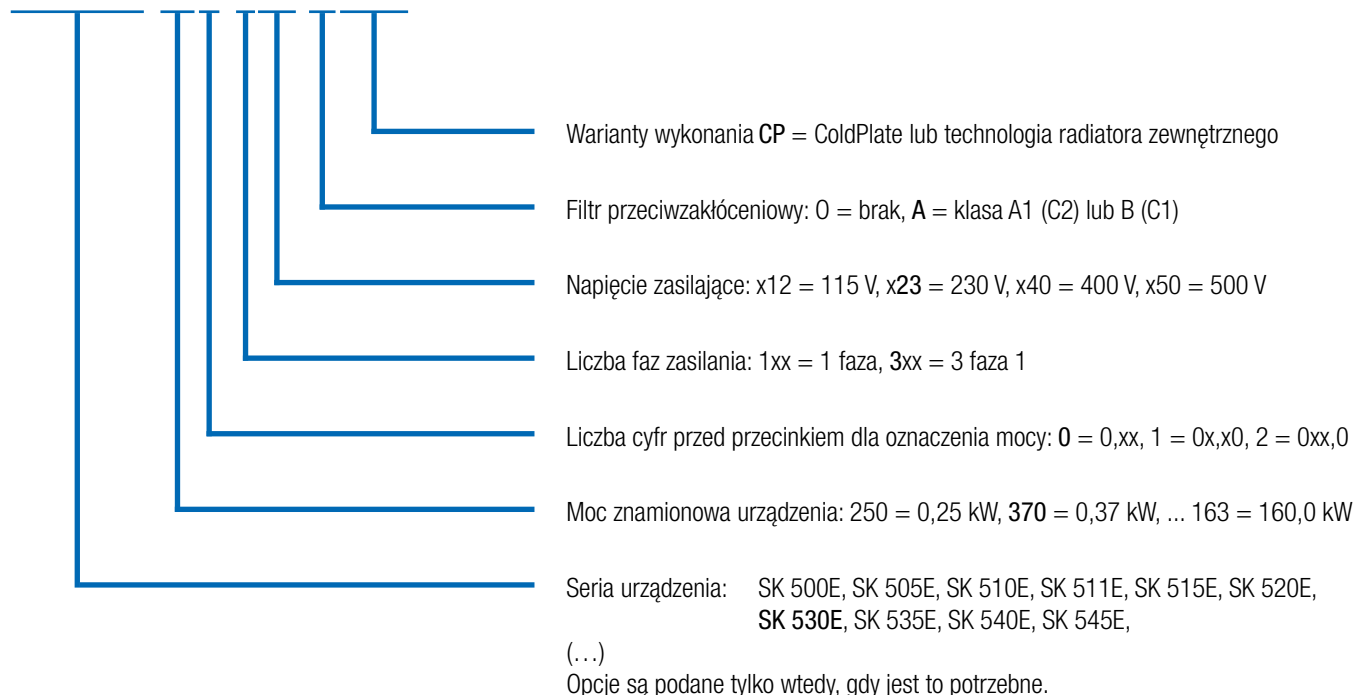 Warianty wykonania CP = ColdPlate lub technologia radiatora zewnętrznego
Filtr przeciwzakłóceniowy: O = brak, A = klasa A1 (C2) lub B (C1)
Napięcie zasilające: x12 = 115 V, x23 = 230 V, x40 = 400 V, x50 = 500 V
Liczba faz zasilania: 1xx = 1 faza, 3xx = 3 faza 1
Liczba cyfr przed przecinkiem dla oznaczenia mocy: 0 = 0,xx, 1 = 0x,x0, 2 = 0xx,0
Moc znamionowa urządzenia: 250 = 0,25 kW, 370 = 0,37 kW, ... 163 = 160,0 kW
Seria urządzenia: SK 500E, SK 505E, SK 510E, SK 511E, SK 515E, SK 520E,
SK 530E, SK 535E, SK 540E, SK 545E,
(...)
Opcje są podane tylko wtedy, gdy jest to potrzebne.